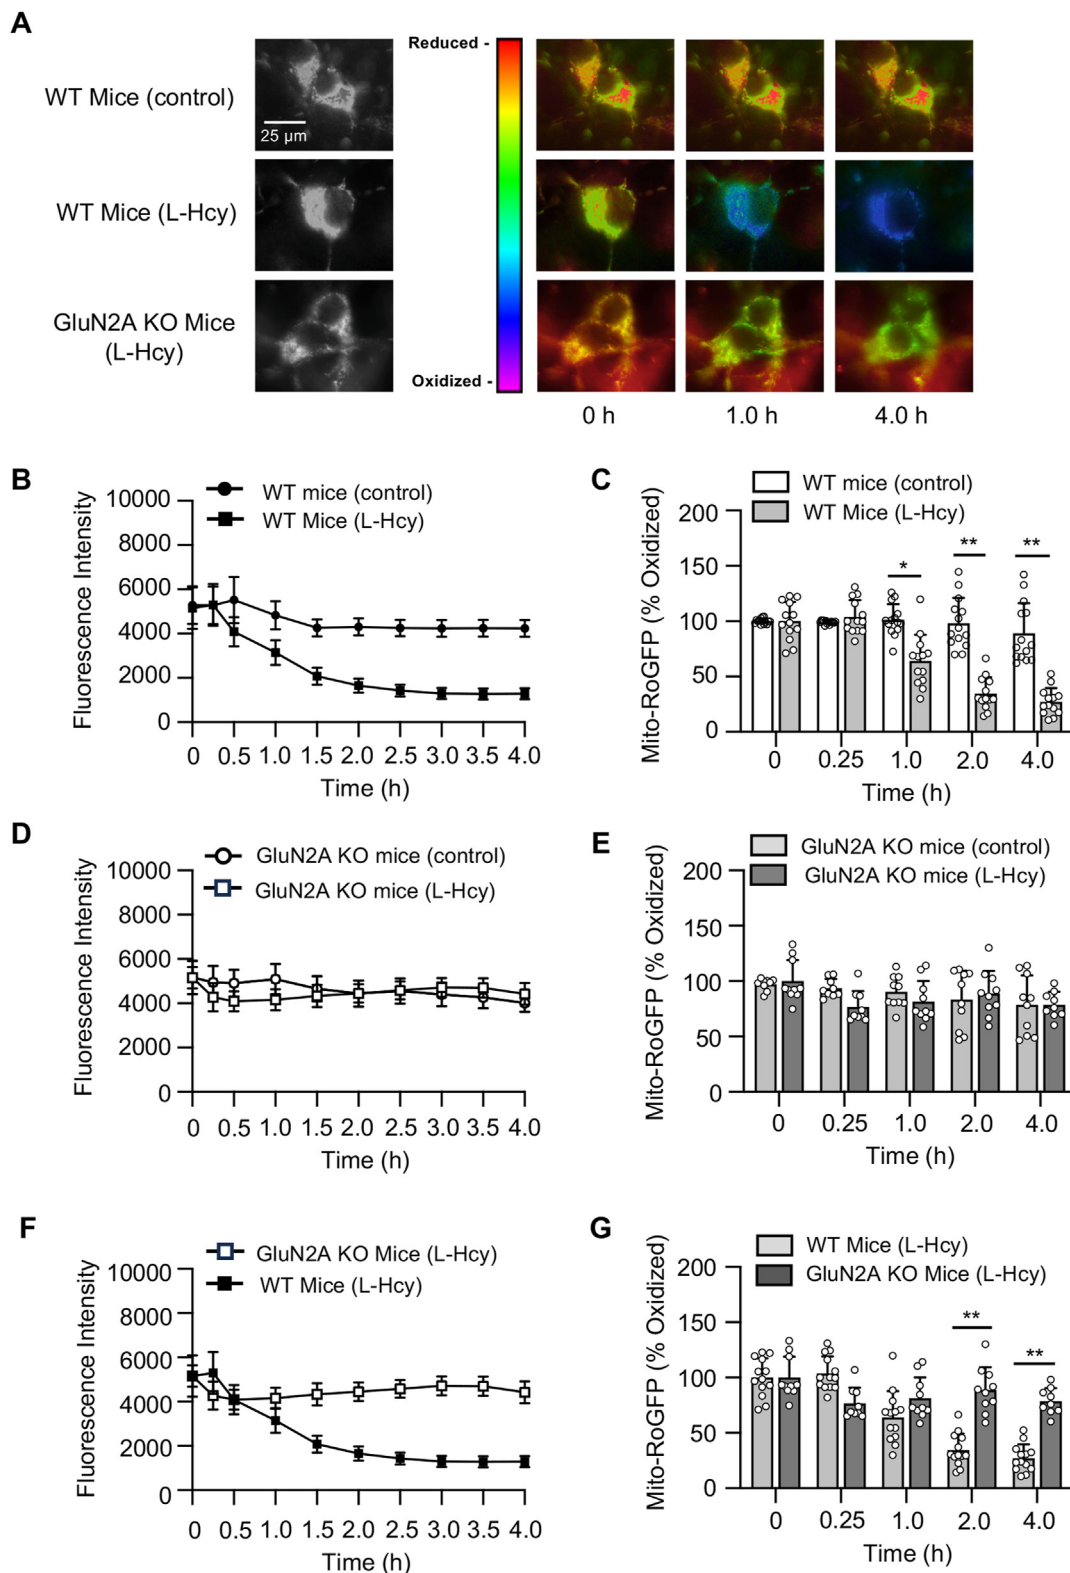 A
WT Mice (control)
WT Mice (L-Hcy)
GluN2A KO Mice
(L-Hcy)
25 µm
Reduced -
Oxidized -
0 h
1.0 h
4.0 h
B
WT mice (control)
WT Mice (L-Hcy)
Fluorescence Intensity
10000
8000
6000
4000
2000
0
0 0.5 1.0 1.5 2.0 2.5 3.0 3.5 4.0
Time (h)
C
WT mice (control)
WT Mice (L-Hcy)
Mito-RoGFP (% Oxidized)
200
150
100
50
0
* ** **
0 0.25 1.0 2.0 4.0
Time (h)
D
GluN2A KO mice (control)
GluN2A KO mice (L-Hcy)
Fluorescence Intensity
10000
8000
6000
4000
2000
0
0 0.5 1.0 1.5 2.0 2.5 3.0 3.5 4.0
Time (h)
E
GluN2A KO mice (control)
GluN2A KO mice (L-Hcy)
Mito-RoGFP (% Oxidized)
200
150
100
50
0
0 0.25 1.0 2.0 4.0
Time (h)
F
GluN2A KO Mice (L-Hcy)
WT Mice (L-Hcy)
Fluorescence Intensity
10000
8000
6000
4000
2000
0
0 0.5 1.0 1.5 2.0 2.5 3.0 3.5 4.0
Time (h)
G
WT Mice (L-Hcy)
GluN2A KO Mice (L-Hcy)
Mito-RoGFP (% Oxidized)
200
150
100
50
0
** **
0 0.25 1.0 2.0 4.0
Time (h)